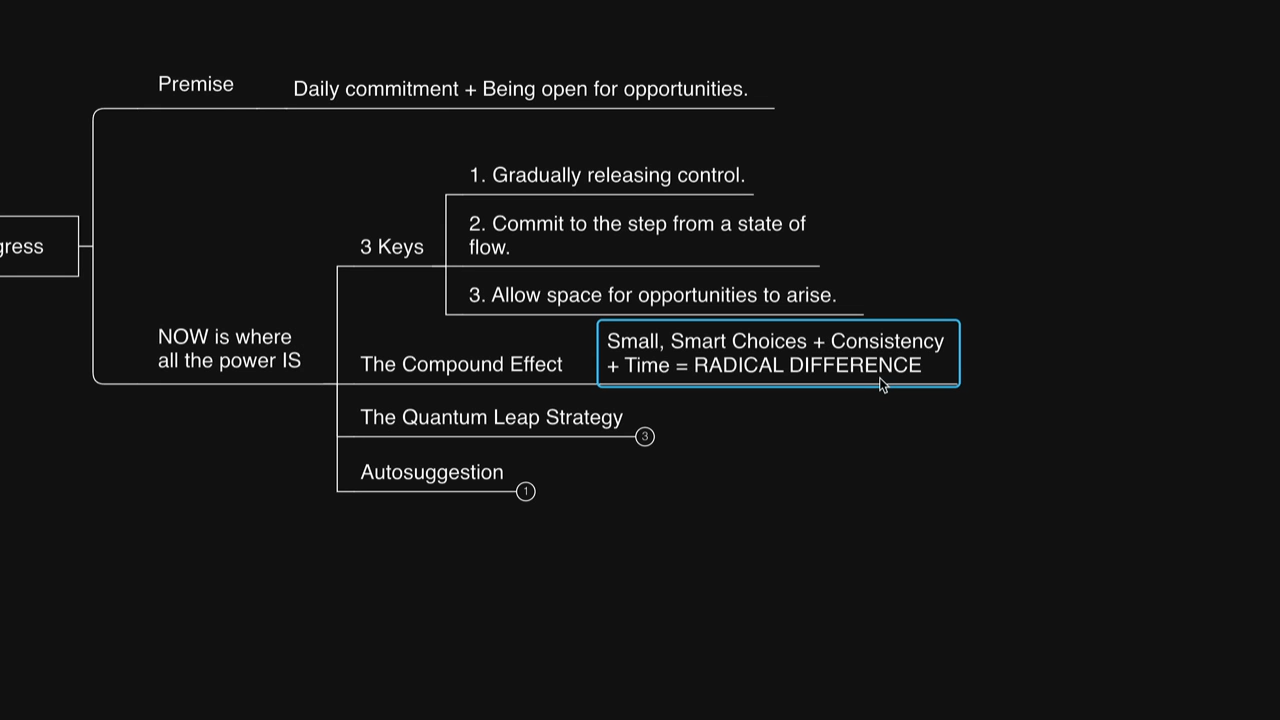 Premise
Daily commitment + Being open for opportunities.
1. Gradually releasing control.
2. Commit to the step from a state of
flow.
3 Keys
gress
3. Allow space for opportunities to arise.
NOW is where
all the power IS
Small, Smart Choices + Consistency
+ Time = RADICAL DIFFERENCE
The Compound Effect
The Quantum Leap Strategy
3
Autosuggestion
1